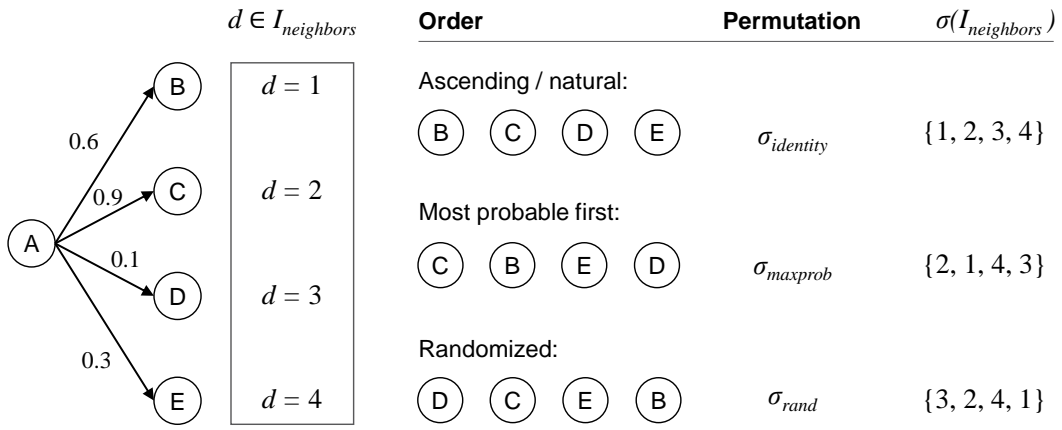 d ∈ I_neighbors Order Permutation σ(I_neighbors)
Ascending / natural:
B d = 1
0.6
B C D E σ_identity {1, 2, 3, 4}
0.9 C d = 2
Most probable first:
A
0.1
C B E D σ_maxprob {2, 1, 4, 3}
D d = 3
0.3
Randomized:
E d = 4
D C E B σ_rand {3, 2, 4, 1}